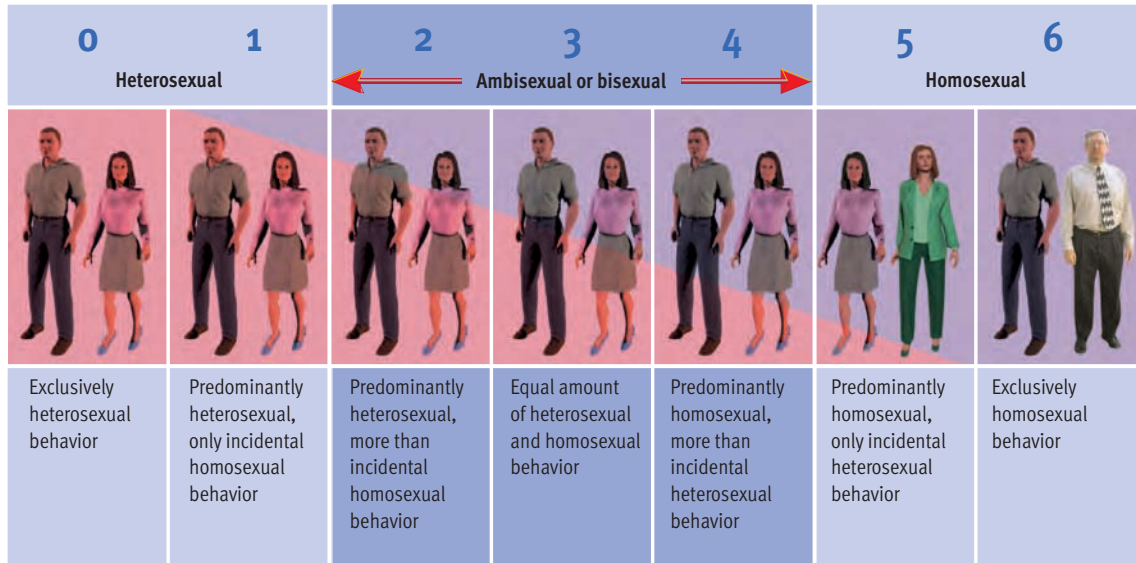 0 1 2 3 4 5 6
Heterosexual Ambisexual or bisexual Homosexual
Exclusively
heterosexual
behavior
Predominantly
heterosexual,
only incidental
homosexual
behavior
Predominantly
heterosexual,
more than
incidental
homosexual
behavior
Equal amount
of heterosexual
and homosexual
behavior
Predominantly
homosexual,
more than
incidental
heterosexual
behavior
Predominantly
homosexual,
only incidental
heterosexual
behavior
Exclusively
homosexual
behavior